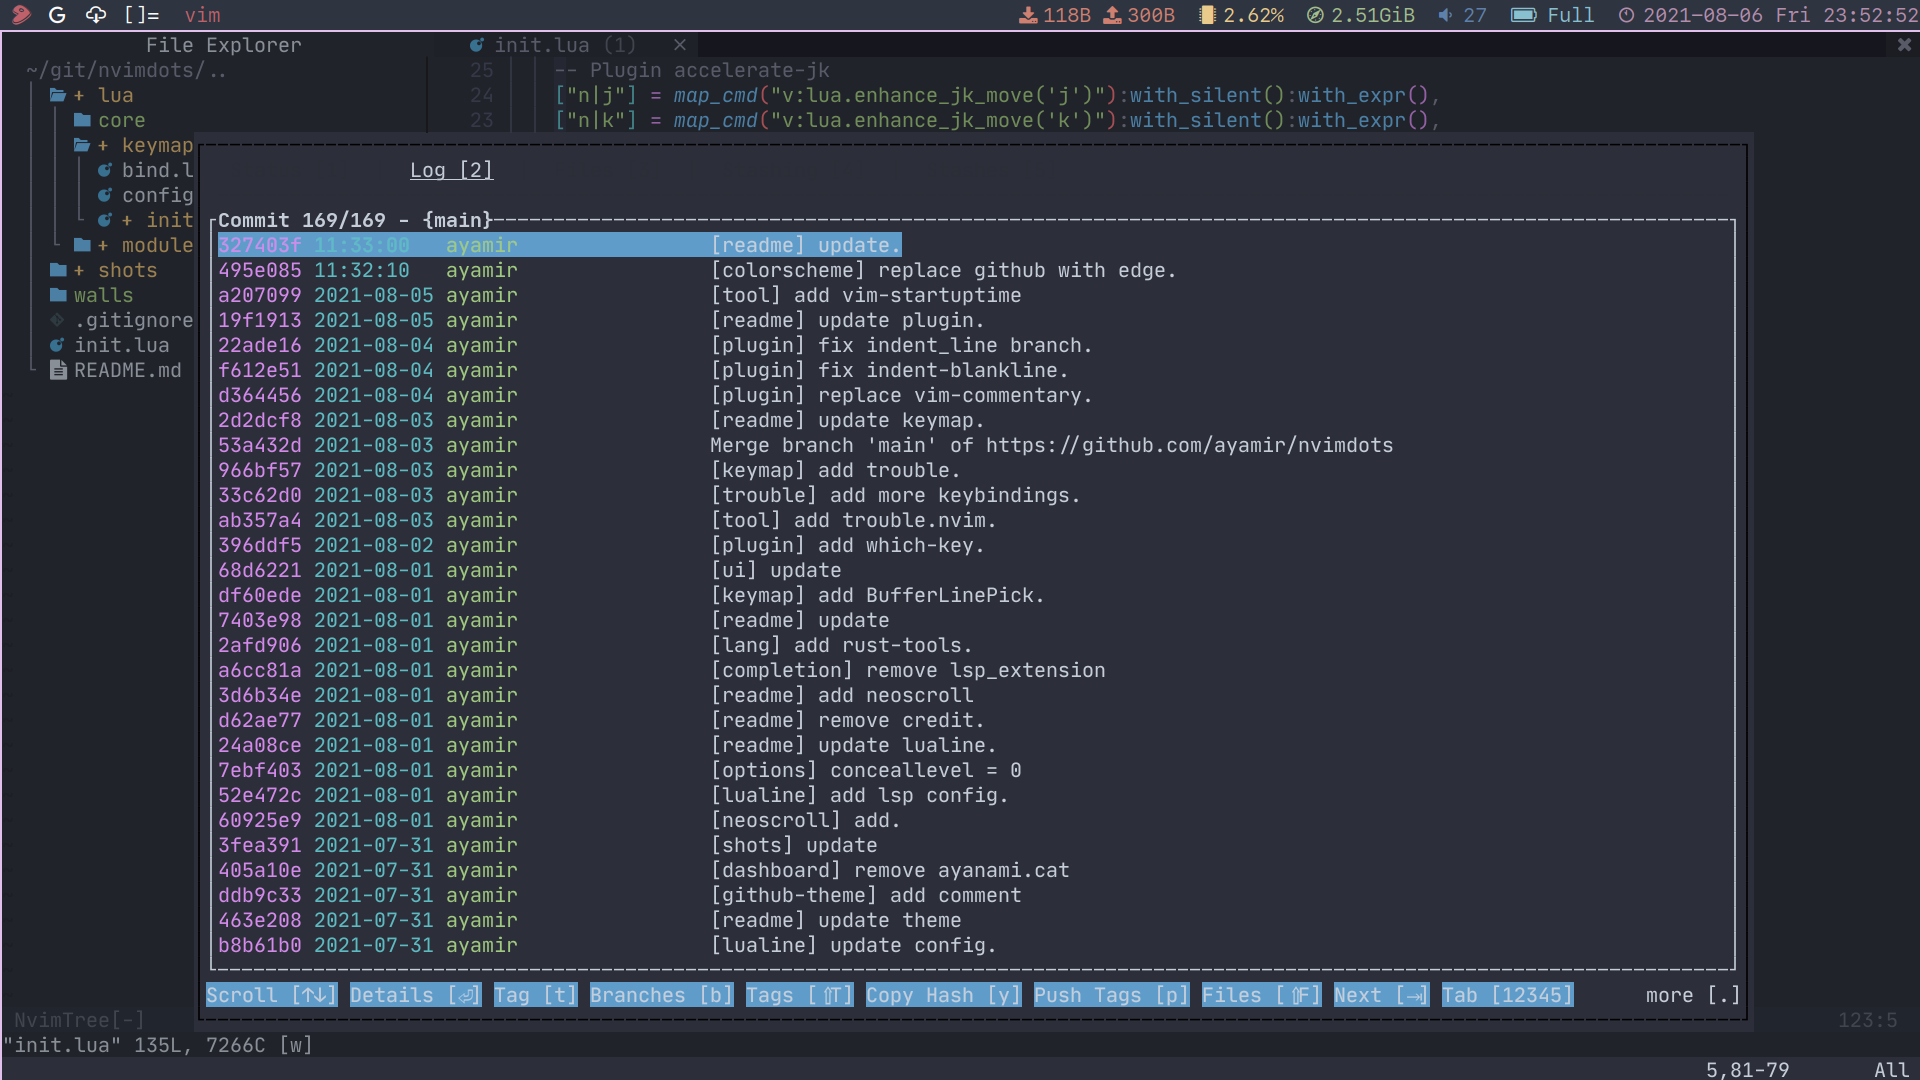 G []= vim 118B 300B 2.62% 2.51GiB 27 Full 2021-08-06 Fri 23:52:52
File Explorer
init.lua (1) ×
~/git/nvimdots/..
+ lua
core
+ keymap
bind.l
config
+ init
+ module
+ shots
walls
.gitignore
init.lua
README.md
25 -- Plugin accelerate-jk
24 ["n|j"] = map_cmd("v:lua.enhance_jk_move('j')"):with_silent():with_expr(),
23 ["n|k"] = map_cmd("v:lua.enhance_jk_move('k')"):with_silent():with_expr(),
Log [2]
Commit 169/169 - {main}
327403f 11:33:00 ayamir [readme] update.
495e085 11:32:10 ayamir [colorscheme] replace github with edge.
a207099 2021-08-05 ayamir [tool] add vim-startuptime
19f1913 2021-08-05 ayamir [readme] update plugin.
22ade16 2021-08-04 ayamir [plugin] fix indent_line branch.
f612e51 2021-08-04 ayamir [plugin] fix indent-blankline.
d364456 2021-08-04 ayamir [plugin] replace vim-commentary.
2d2dcf8 2021-08-03 ayamir [readme] update keymap.
53a432d 2021-08-03 ayamir Merge branch 'main' of https://github.com/ayamir/nvimdots
966bf57 2021-08-03 ayamir [keymap] add trouble.
33c62d0 2021-08-03 ayamir [trouble] add more keybindings.
ab357a4 2021-08-03 ayamir [tool] add trouble.nvim.
396ddf5 2021-08-02 ayamir [plugin] add which-key.
68d6221 2021-08-01 ayamir [ui] update
df60ede 2021-08-01 ayamir [keymap] add BufferLinePick.
7403e98 2021-08-01 ayamir [readme] update
2afd906 2021-08-01 ayamir [lang] add rust-tools.
a6cc81a 2021-08-01 ayamir [completion] remove lsp_extension
3d6b34e 2021-08-01 ayamir [readme] add neoscroll
d62ae77 2021-08-01 ayamir [readme] remove credit.
24a08ce 2021-08-01 ayamir [readme] update lualine.
7ebf403 2021-08-01 ayamir [options] conceallevel = 0
52e472c 2021-08-01 ayamir [lualine] add lsp config.
60925e9 2021-08-01 ayamir [neoscroll] add.
3fea391 2021-07-31 ayamir [shots] update
405a10e 2021-07-31 ayamir [dashboard] remove ayanami.cat
ddb9c33 2021-07-31 ayamir [github-theme] add comment
463e208 2021-07-31 ayamir [readme] update theme
b8b61b0 2021-07-31 ayamir [lualine] update config.
Scroll [↑↓] Details [⏎] Tag [t] Branches [b] Tags [⇧T] Copy Hash [y] Push Tags [p] Files [⇧F] Next [⇥] Tab [12345] more [.]
NvimTree[-] 123:5
"init.lua" 135L, 7266C [w]
5,81-79 All